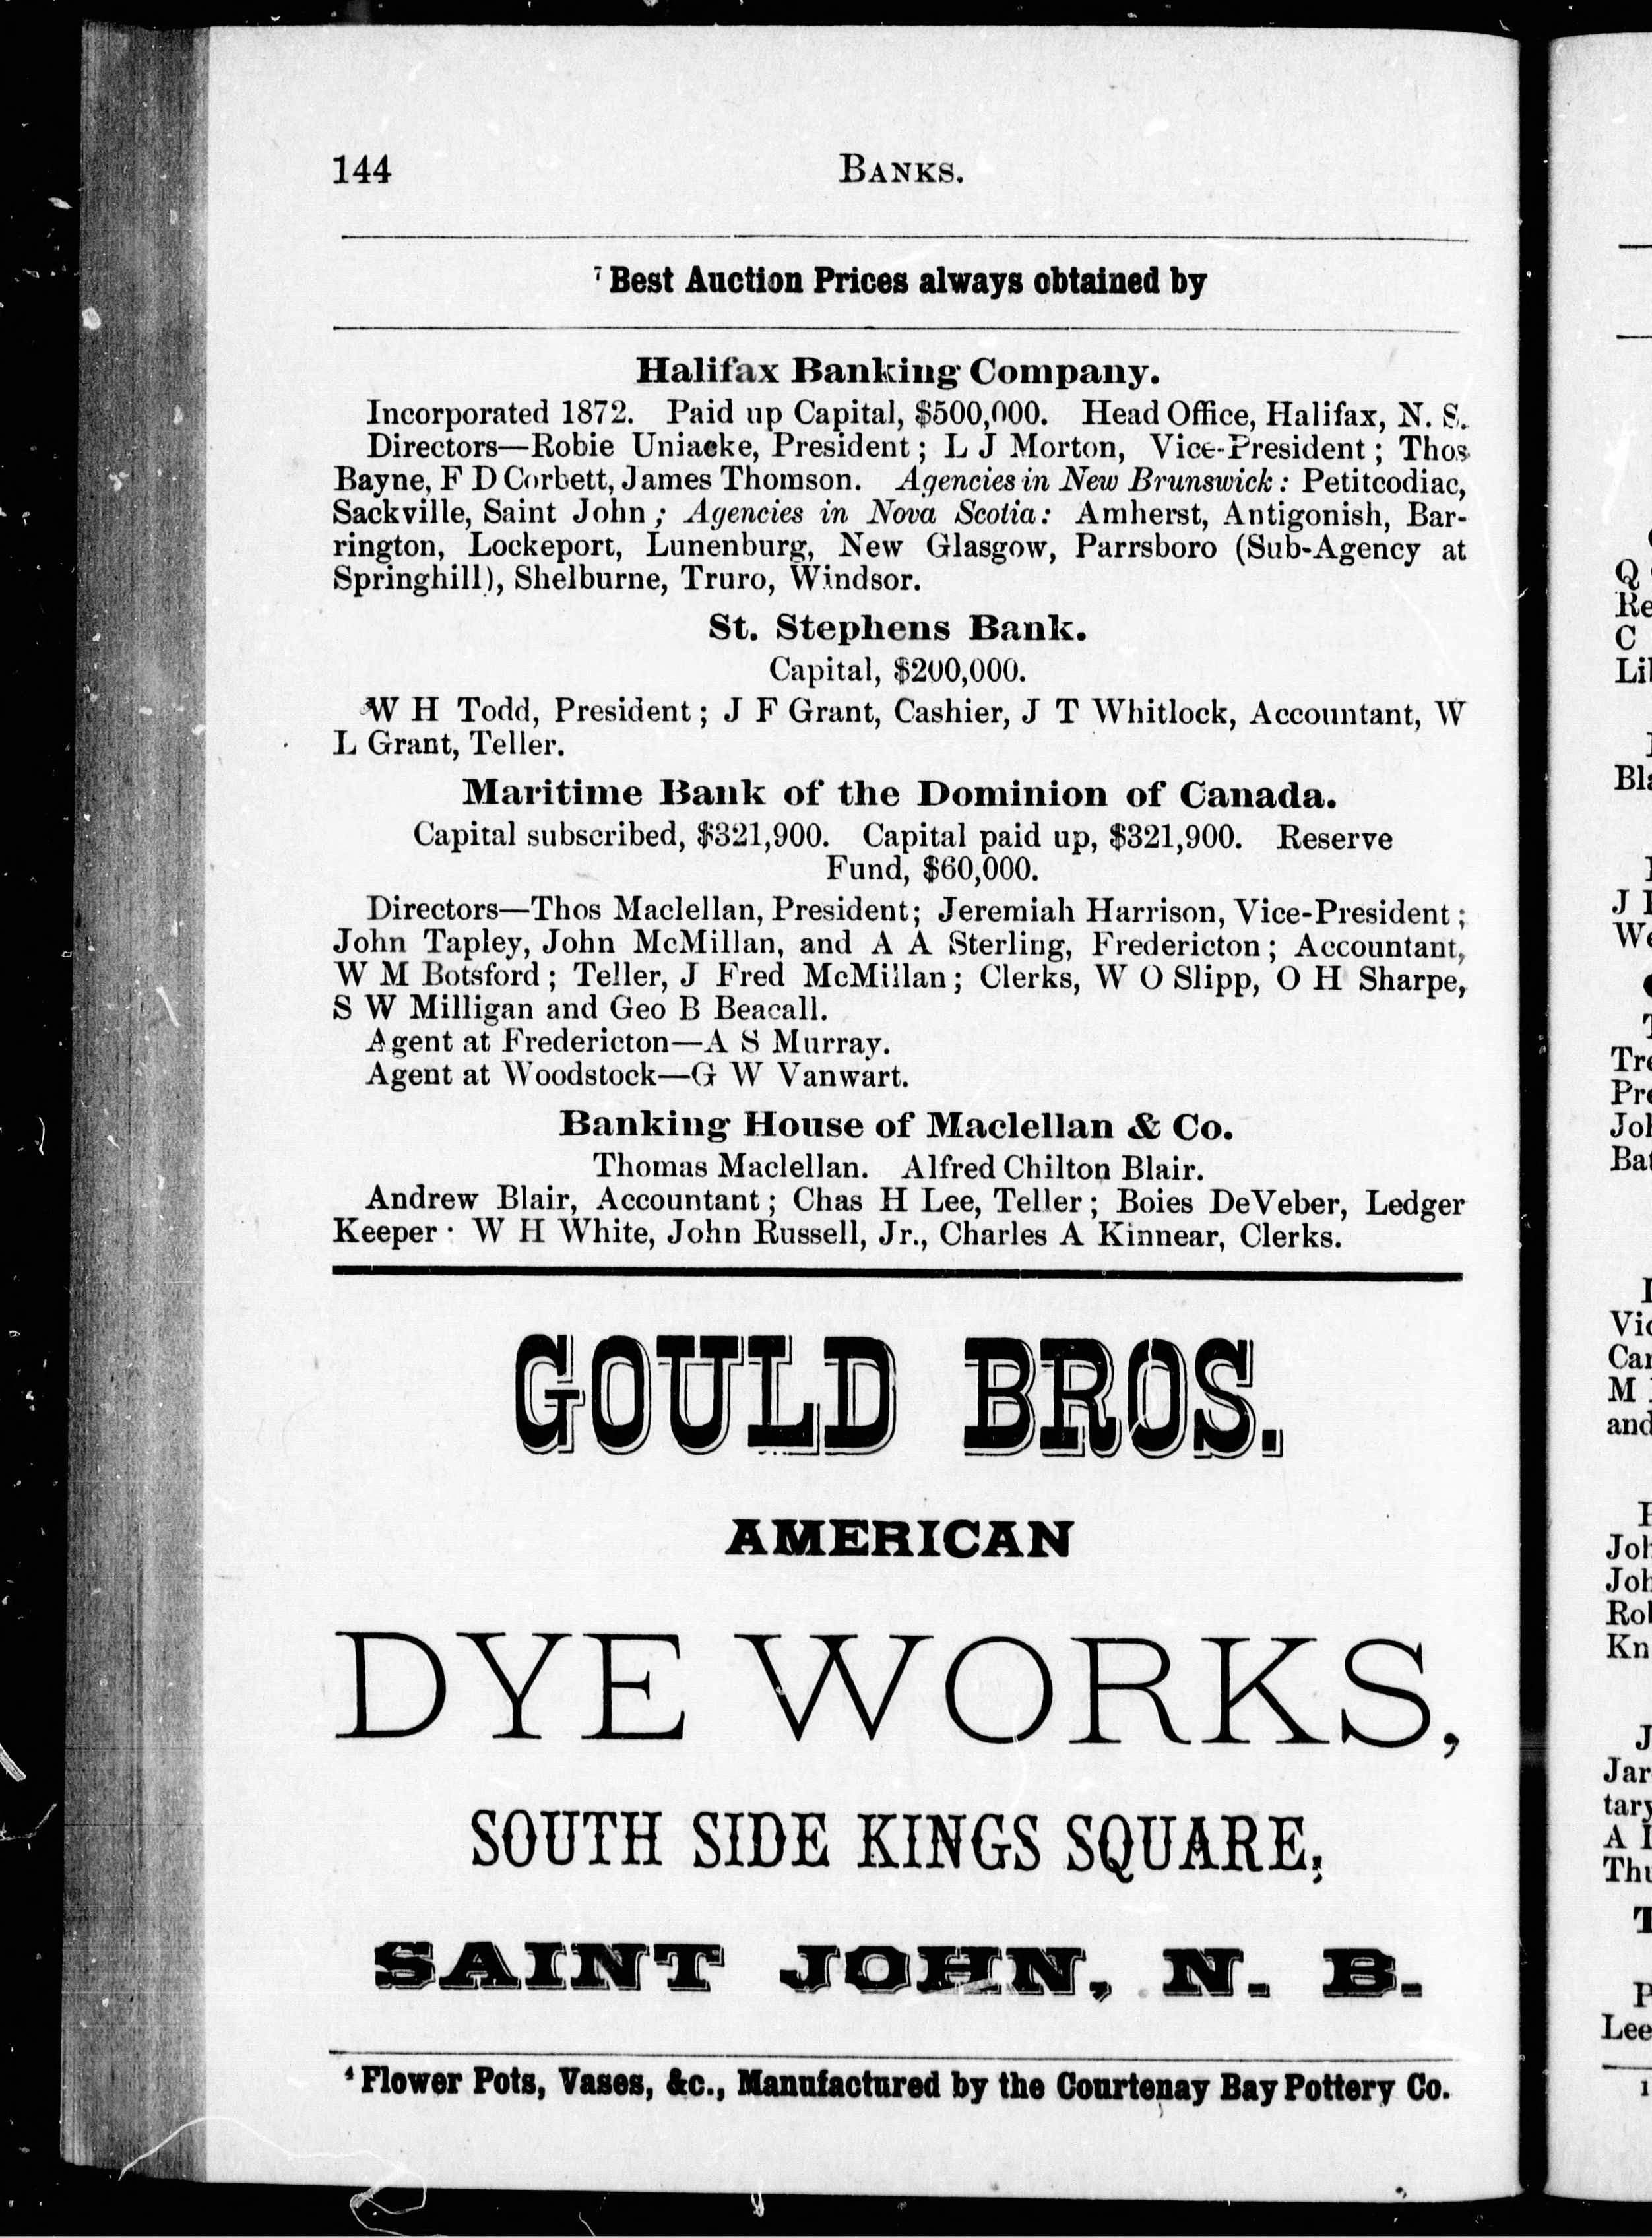 144 BANKS.
7 Best Auction Prices always obtained by
Halifax Banking Company.
Incorporated 1872. Paid up Capital, $500,000. Head Office, Halifax, N. S.
Directors—Robie Uniacke, President; L J Morton, Vice-President; Thos
Bayne, F D Corbett, James Thomson. Agencies in New Brunswick: Petitcodiac,
Sackville, Saint John; Agencies in Nova Scotia: Amherst, Antigonish, Bar-
rington, Lockeport, Lunenburg, New Glasgow, Parrsboro (Sub-Agency at
Springhill), Shelburne, Truro, Windsor.
St. Stephens Bank.
Capital, $200,000.
W H Todd, President; J F Grant, Cashier, J T Whitlock, Accountant, W
L Grant, Teller.
Maritime Bank of the Dominion of Canada.
Capital subscribed, $321,900. Capital paid up, $321,900. Reserve
Fund, $60,000.
Directors—Thos Maclellan, President; Jeremiah Harrison, Vice-President;
John Tapley, John McMillan, and A A Sterling, Fredericton; Accountant,
W M Botsford; Teller, J Fred McMillan; Clerks, W O Slipp, O H Sharpe,
S W Milligan and Geo B Beacall.
Agent at Fredericton—A S Murray.
Agent at Woodstock—G W Vanwart.
Banking House of Maclellan & Co.
Thomas Maclellan. Alfred Chilton Blair.
Andrew Blair, Accountant; Chas H Lee, Teller; Boies DeVeber, Ledger
Keeper· W H White, John Russell, Jr., Charles A Kinnear, Clerks.
GOULD BROS.
AMERICAN
DYE WORKS,
SOUTH SIDE KINGS SQUARE,
SAINT JOHN, N. B.
4 Flower Pots, Vases, &c., Manufactured by the Courtenay Bay Pottery Co.